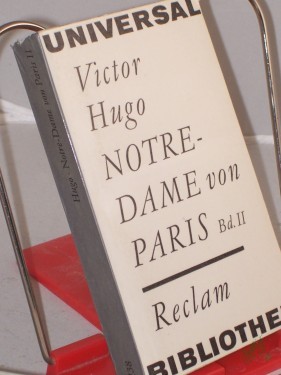 UNIVERSAL
Victor
Hugo
NOTRE-
DAME von
PARIS Bd.II
Reclam
BIBLIOTHE
Hugo Notre-Dame von Paris II